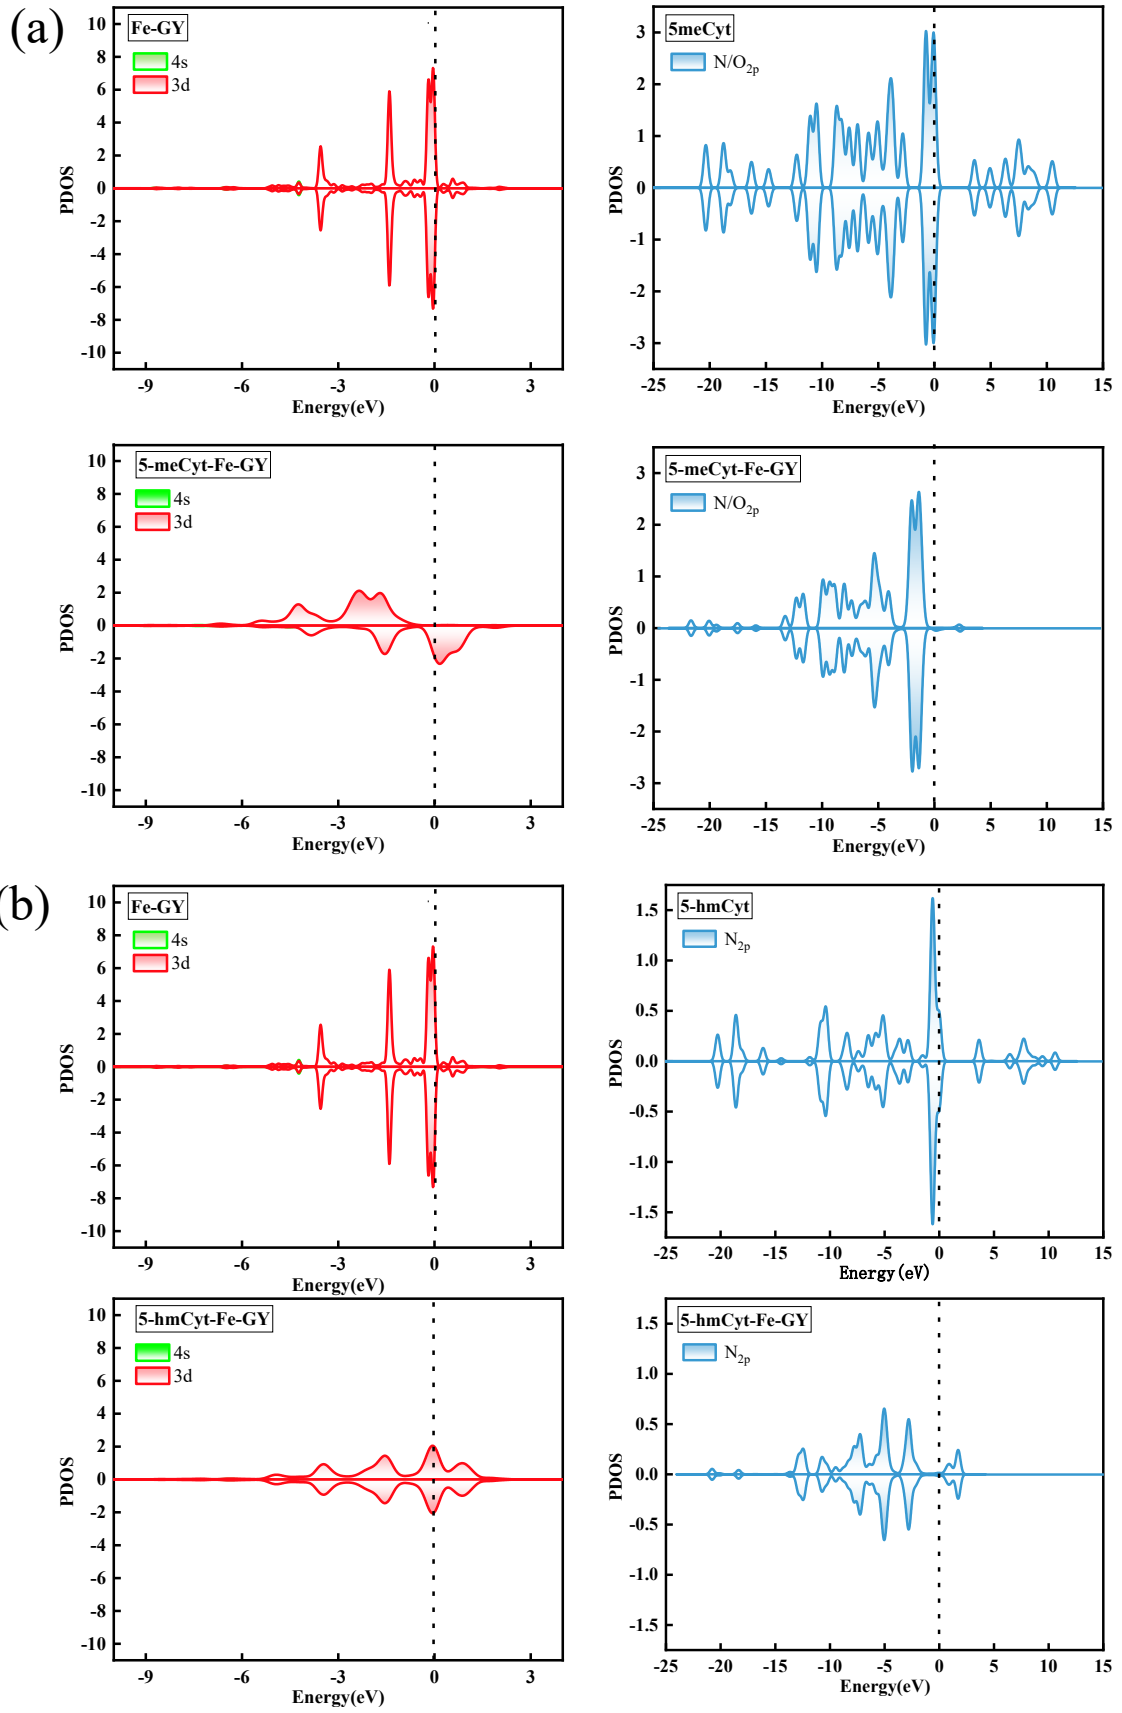 (a)
Fe-GY
4s
3d
10
8
6
4
2
0
-2
-4
-6
-8
-10
PDOS
-9 -6 -3 0 3
Energy(eV)
5meCyt
N/O2p
3
2
1
0
-1
-2
-3
PDOS
-25 -20 -15 -10 -5 0 5 10 15
Energy(eV)
5-meCyt-Fe-GY
4s
3d
10
8
6
4
2
0
-2
-4
-6
-8
-10
PDOS
-9 -6 -3 0 3
Energy(eV)
5-meCyt-Fe-GY
N/O2p
3
2
1
0
-1
-2
-3
PDOS
-25 -20 -15 -10 -5 0 5 10 15
Energy(eV)
(b)
Fe-GY
4s
3d
10
8
6
4
2
0
-2
-4
-6
-8
-10
PDOS
-9 -6 -3 0 3
Energy(eV)
5-hmCyt
N2p
1.5
1.0
0.5
0.0
-0.5
-1.0
-1.5
PDOS
-25 -20 -15 -10 -5 0 5 10 15
Energy(eV)
5-hmCyt-Fe-GY
4s
3d
10
8
6
4
2
0
-2
-4
-6
-8
-10
PDOS
-9 -6 -3 0 3
Energy(eV)
5-hmCyt-Fe-GY
N2p
1.5
1.0
0.5
0.0
-0.5
-1.0
-1.5
PDOS
-25 -20 -15 -10 -5 0 5 10 15
Energy(eV)